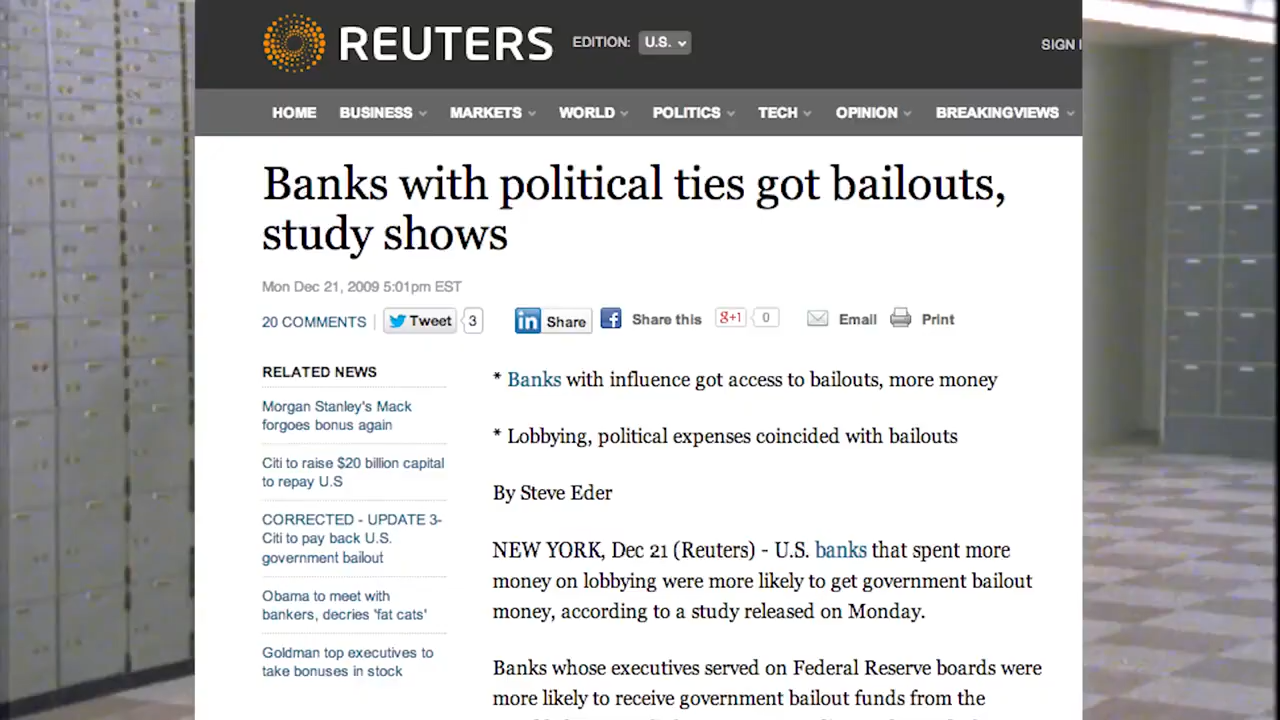 REUTERS EDITION: U.S. SIGN
HOME BUSINESS MARKETS WORLD POLITICS TECH OPINION BREAKINGVIEWS
Banks with political ties got bailouts,
study shows
Mon Dec 21, 2009 5:01pm EST
20 COMMENTS | Tweet 3 in Share f Share this g+1 0 Email Print
RELATED NEWS
Morgan Stanley's Mack
forgoes bonus again
Citi to raise $20 billion capital
to repay U.S
CORRECTED - UPDATE 3-
Citi to pay back U.S.
government bailout
Obama to meet with
bankers, decries 'fat cats'
Goldman top executives to
take bonuses in stock
* Banks with influence got access to bailouts, more money
* Lobbying, political expenses coincided with bailouts
By Steve Eder
NEW YORK, Dec 21 (Reuters) - U.S. banks that spent more
money on lobbying were more likely to get government bailout
money, according to a study released on Monday.
Banks whose executives served on Federal Reserve boards were
more likely to receive government bailout funds from the